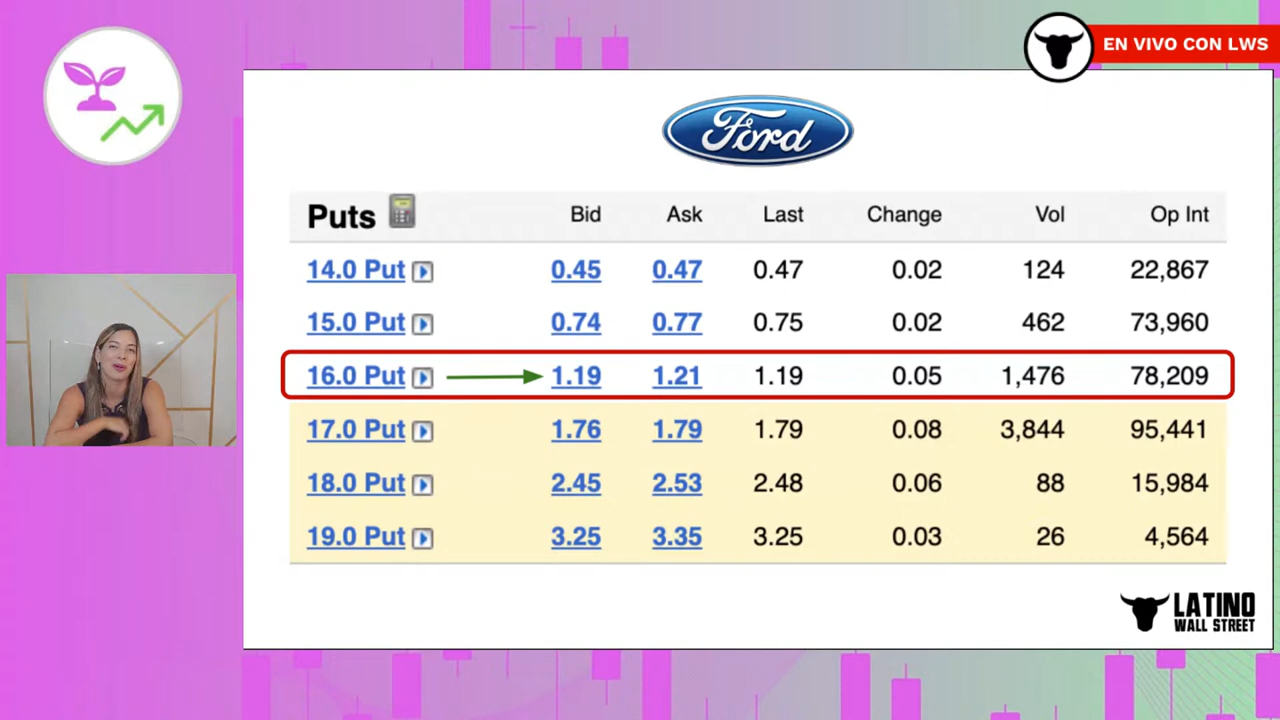 EN VIVO CON LWS
Ford
Puts Bid Ask Last Change Vol Op Int
14.0 Put 0.45 0.47 0.47 0.02 124 22,867
15.0 Put 0.74 0.77 0.75 0.02 462 73,960
16.0 Put 1.19 1.21 1.19 0.05 1,476 78,209
17.0 Put 1.76 1.79 1.79 0.08 3,844 95,441
18.0 Put 2.45 2.53 2.48 0.06 88 15,984
19.0 Put 3.25 3.35 3.25 0.03 26 4,564
LATINO
WALL STREET